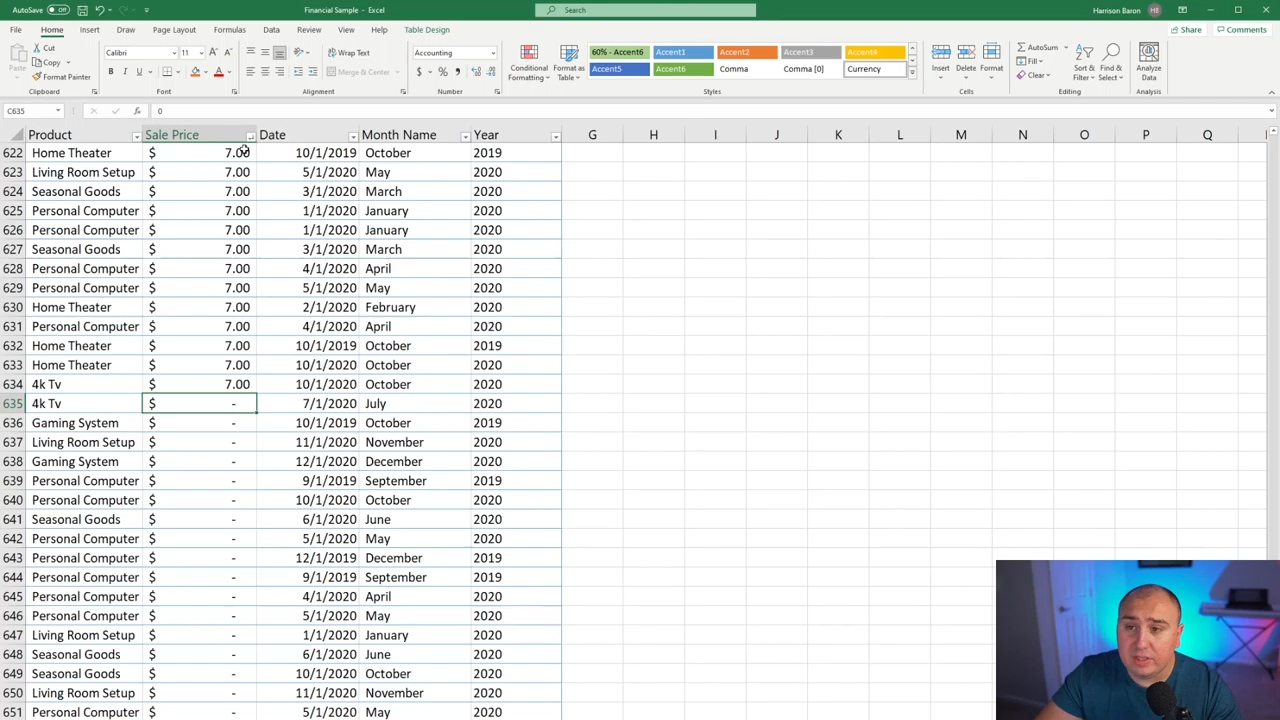 AutoSave Off Financial Sample - Excel Search Harrison Baron HB
File Home Insert Draw Page Layout Formulas Data Review View Help Table Design Share Comments
Cut Calibri 11 Wrap Text Accounting 60% - Accent6 Accent1 Accent2 Accent3 Accent4 AutoSum
Paste Copy Conditional Formatting Format as Table Insert Delete Format Fill Sort & Filter Find & Select Analyze Data
Format Painter B I U Merge & Center $ % Accent5 Accent6 Comma Comma [0] Currency Clear
Clipboard Font Alignment Number Styles Cells Editing Analysis
C635 fx 0
Product Sale Price Date Month Name Year G H I J K L M N O P Q
622 Home Theater $ 7.00 10/1/2019 October 2019
623 Living Room Setup $ 7.00 5/1/2020 May 2020
624 Seasonal Goods $ 7.00 3/1/2020 March 2020
625 Personal Computer $ 7.00 1/1/2020 January 2020
626 Personal Computer $ 7.00 1/1/2020 January 2020
627 Seasonal Goods $ 7.00 3/1/2020 March 2020
628 Personal Computer $ 7.00 4/1/2020 April 2020
629 Personal Computer $ 7.00 5/1/2020 May 2020
630 Home Theater $ 7.00 2/1/2020 February 2020
631 Personal Computer $ 7.00 4/1/2020 April 2020
632 Home Theater $ 7.00 10/1/2019 October 2019
633 Home Theater $ 7.00 10/1/2020 October 2020
634 4k Tv $ 7.00 10/1/2020 October 2020
635 4k Tv $ - 7/1/2020 July 2020
636 Gaming System $ - 10/1/2019 October 2019
637 Living Room Setup $ - 11/1/2020 November 2020
638 Gaming System $ - 12/1/2020 December 2020
639 Personal Computer $ - 9/1/2019 September 2019
640 Personal Computer $ - 10/1/2020 October 2020
641 Seasonal Goods $ - 6/1/2020 June 2020
642 Personal Computer $ - 5/1/2020 May 2020
643 Personal Computer $ - 12/1/2019 December 2019
644 Personal Computer $ - 9/1/2019 September 2019
645 Personal Computer $ - 4/1/2020 April 2020
646 Personal Computer $ - 5/1/2020 May 2020
647 Living Room Setup $ - 1/1/2020 January 2020
648 Seasonal Goods $ - 6/1/2020 June 2020
649 Seasonal Goods $ - 10/1/2020 October 2020
650 Living Room Setup $ - 11/1/2020 November 2020
651 Personal Computer $ - 5/1/2020 May 2020